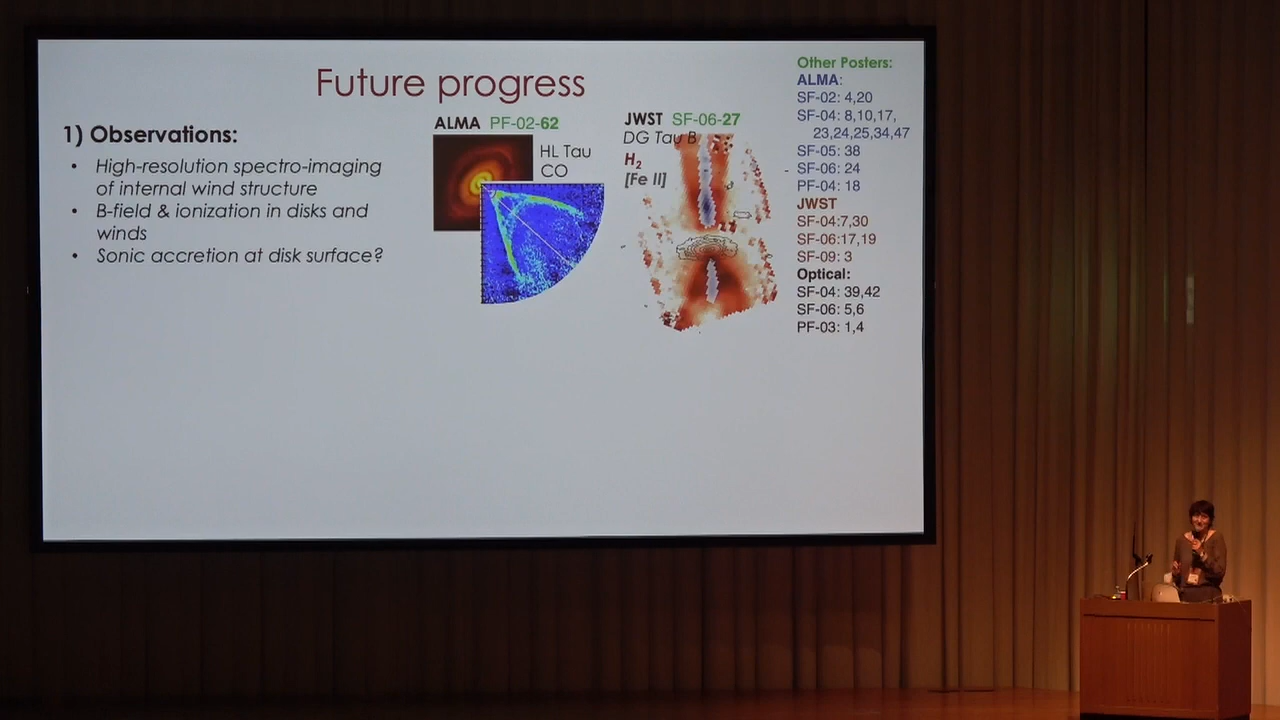 Future progress
1) Observations:
• High-resolution spectro-imaging
of internal wind structure
• B-field & ionization in disks and
winds
• Sonic accretion at disk surface?
ALMA PF-02-62
HL Tau
CO
JWST SF-06-27
DG Tau B
H₂
[Fe II]
Other Posters:
ALMA:
SF-02: 4,20
SF-04: 8,10,17,
23,24,25,34,47
SF-05: 38
SF-06: 24
PF-04: 18
JWST
SF-04:7,30
SF-06:17,19
SF-09: 3
Optical:
SF-04: 39,42
SF-06: 5,6
PF-03: 1,4